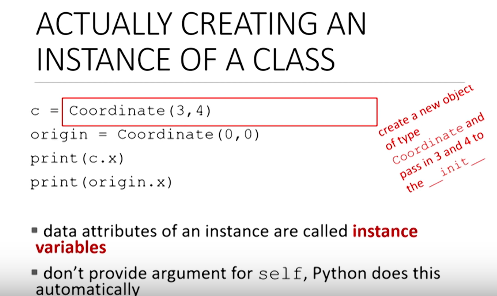 ACTUALLY CREATING AN
INSTANCE OF A CLASS
c = Coordinate(3,4)
origin = Coordinate(0,0)
print(c.x)
print(origin.x)
create a new object
of type
Coordinate and
pass in 3 and 4 to
the __init__
▪ data attributes of an instance are called instance
variables
▪ don't provide argument for self, Python does this
automatically